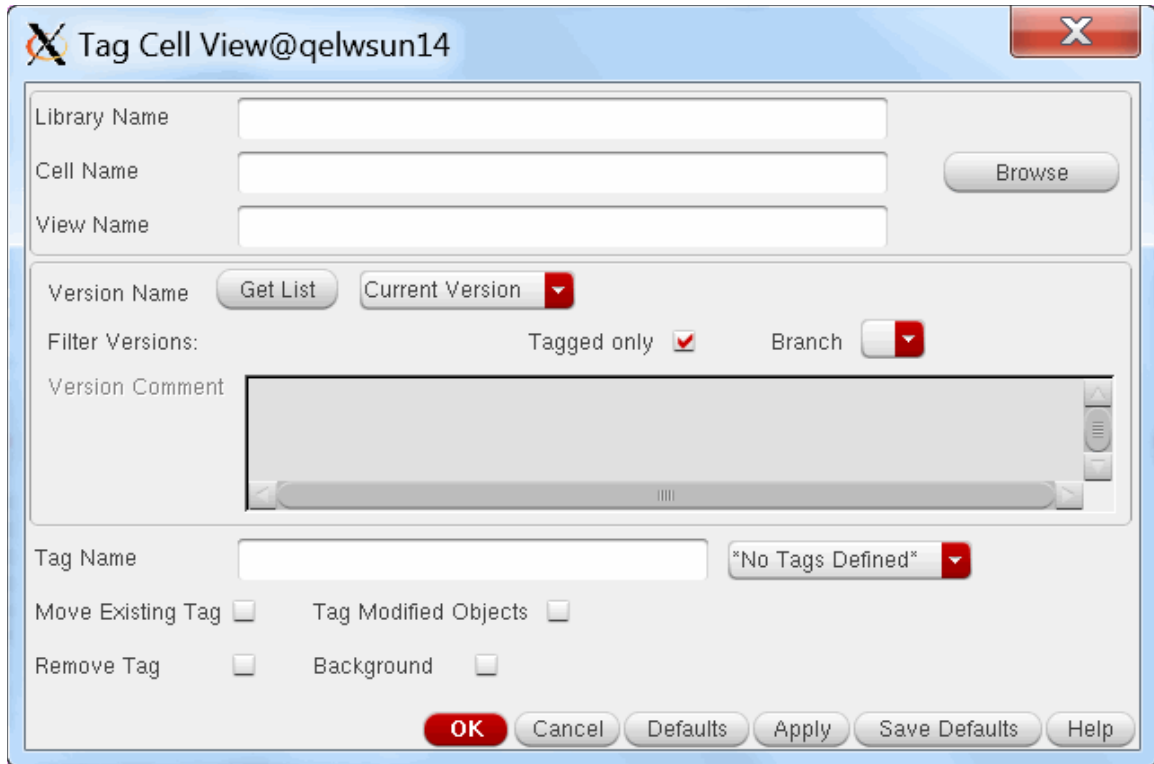 Tag Cell View@qelwsun14
Library Name
Cell Name
Browse
View Name
Version Name Get List Current Version
Filter Versions: Tagged only Branch
Version Comment
Tag Name *No Tags Defined*
Move Existing Tag Tag Modified Objects
Remove Tag Background
OK Cancel Defaults Apply Save Defaults Help